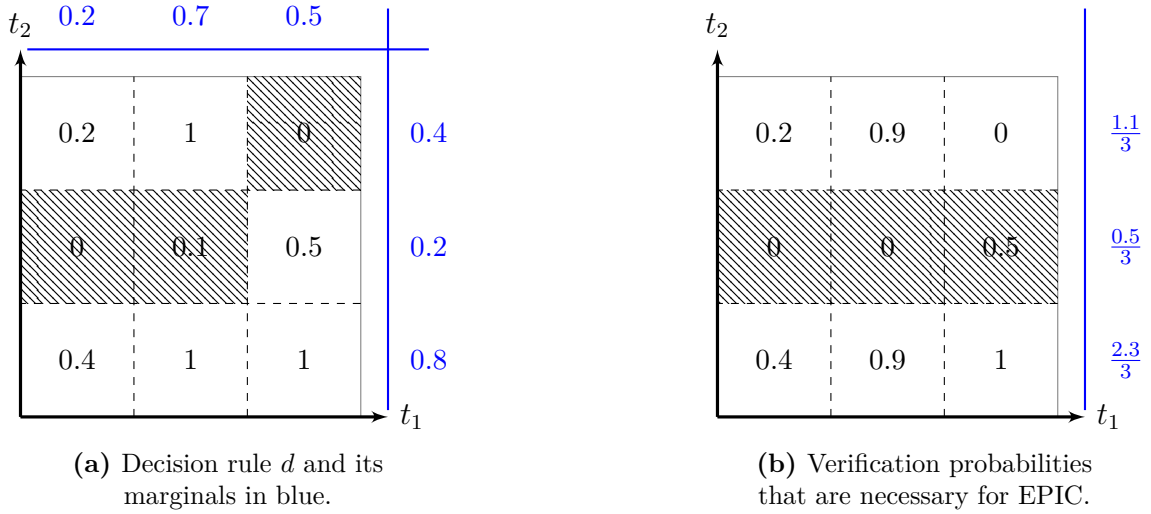 t₂ 0.2 0.7 0.5
0.2 1 0 0.4
0 0.1 0.5 0.2
0.4 1 1 0.8
t₁
(a) Decision rule d and its
marginals in blue.
t₂
0.2 0.9 0 1.1/3
0 0 0.5 0.5/3
0.4 0.9 1 2.3/3
t₁
(b) Verification probabilities
that are necessary for EPIC.